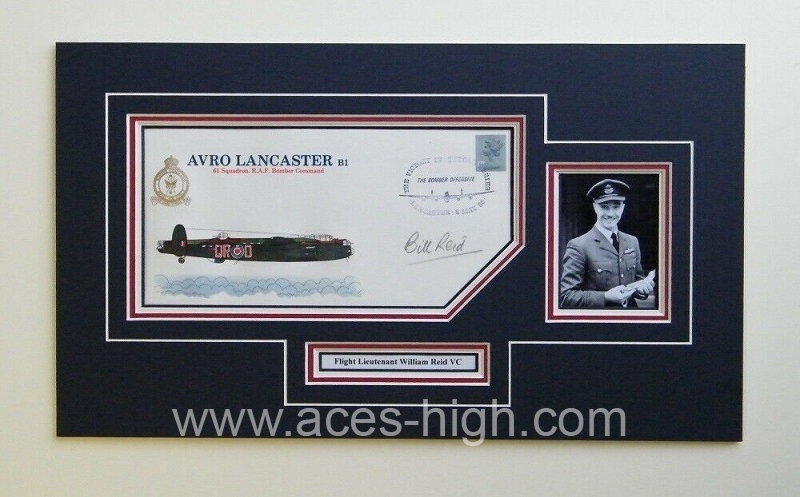 AVRO LANCASTER B1
61 Squadron. R.A.F. Bomber Command
THE BOMBER OFFENSIVE
QR D
Bill Reid
Flight Lieutenant William Reid VC
www.aces-high.com